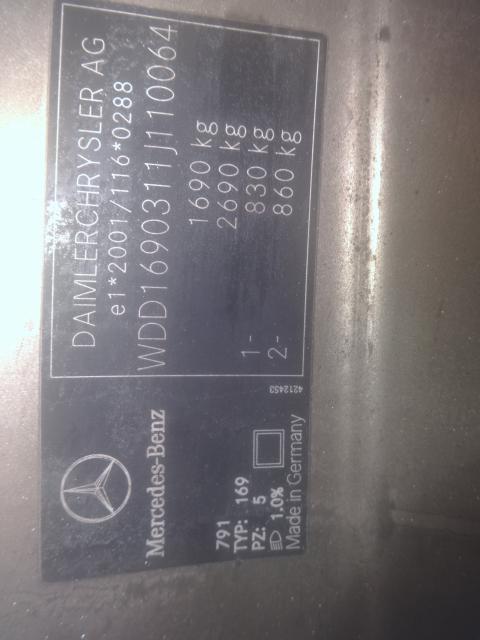 DAIMLERCHRYSLER AG
e1*2001/116*0288
WDD1690311J110064
1690 kg
2690 kg
1- 830 kg
2- 860 kg
4212453
Mercedes-Benz
791
TYP: 169
PZ: 5
1,0%
Made in Germany